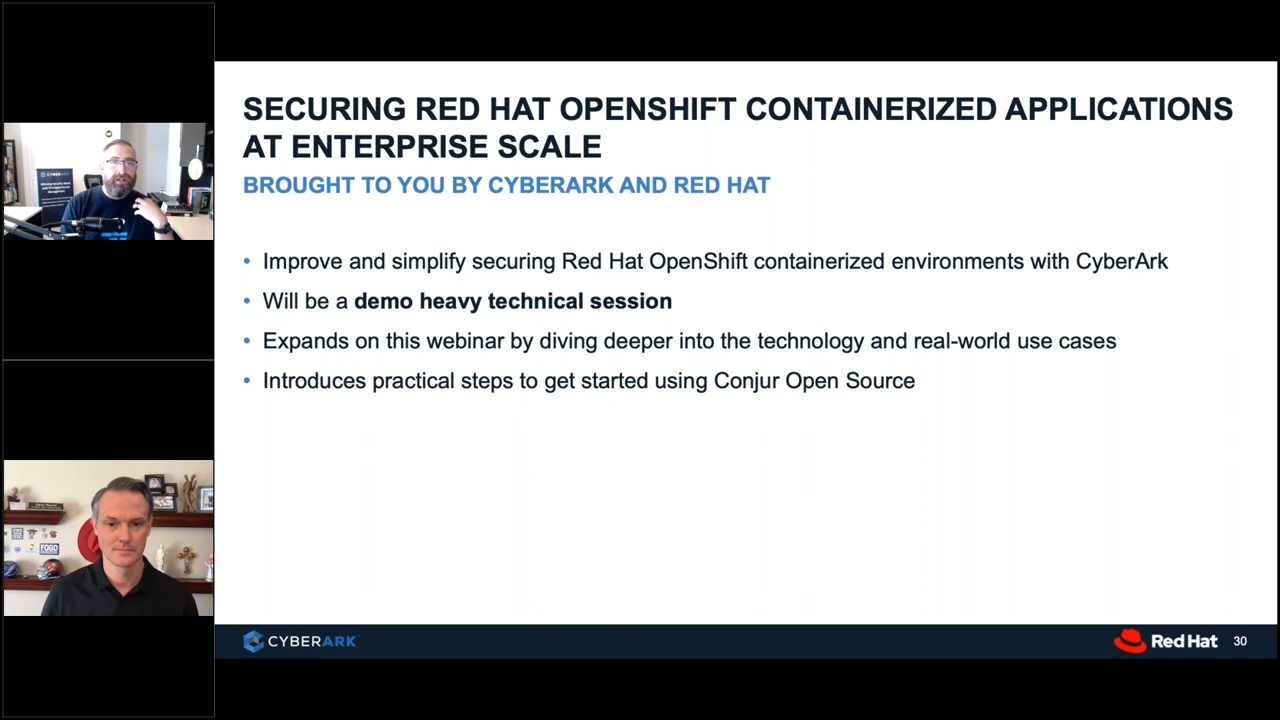 SECURING RED HAT OPENSHIFT CONTAINERIZED APPLICATIONS
AT ENTERPRISE SCALE
BROUGHT TO YOU BY CYBERARK AND RED HAT
• Improve and simplify securing Red Hat OpenShift containerized environments with CyberArk
• Will be a demo heavy technical session
• Expands on this webinar by diving deeper into the technology and real-world use cases
• Introduces practical steps to get started using Conjur Open Source
CYBERARK
Red Hat
30
CYBERARK
FOGO